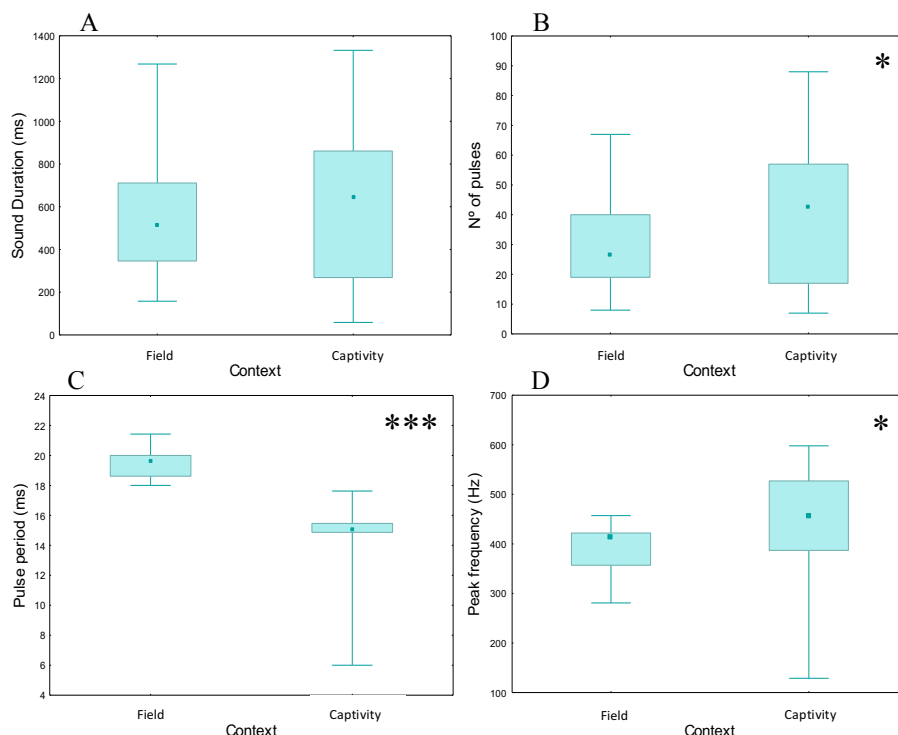 A
Sound Duration (ms)
1400
1200
1000
800
600
400
200
0
Field
Captivity
Context
B
*
Nº of pulses
100
90
80
70
60
50
40
30
20
10
0
Field
Captivity
Context
C
***
Pulse period (ms)
24
22
20
18
16
14
12
10
8
6
4
Field
Captivity
Context
D
*
Peak frequency (Hz)
700
600
500
400
300
200
100
Field
Captivity
Context